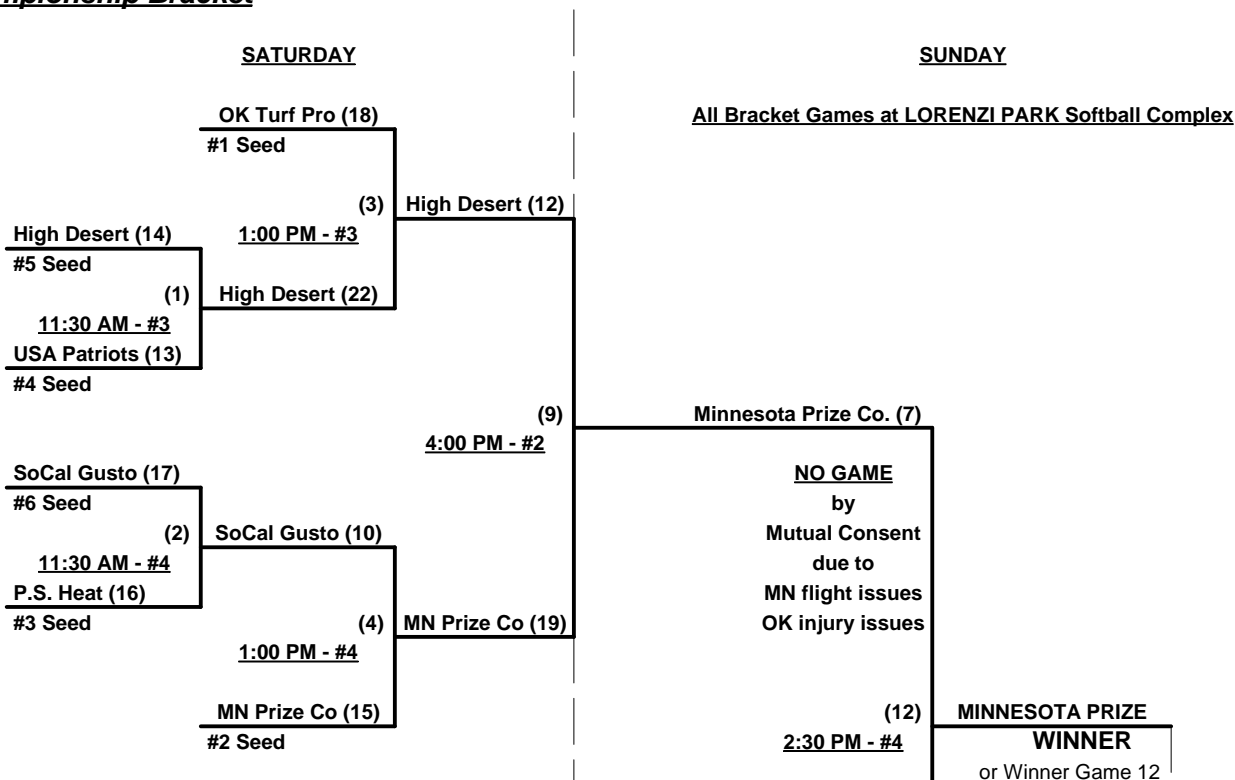 mpionship Bracket
SATURDAY
SUNDAY
OK Turf Pro (18)
All Bracket Games at LORENZI PARK Softball Complex
#1 Seed
(3)
High Desert (12)
High Desert (14)
1:00 PM - #3
#5 Seed
(1)
High Desert (22)
11:30 AM - #3
USA Patriots (13)
#4 Seed
(9)
Minnesota Prize Co. (7)
4:00 PM - #2
SoCal Gusto (17)
NO GAME
#6 Seed
by
(2)
SoCal Gusto (10)
Mutual Consent
11:30 AM - #4
due to
P.S. Heat (16)
MN flight issues
#3 Seed
(4)
MN Prize Co (19)
OK injury issues
1:00 PM - #4
MN Prize Co (15)
(12)
MINNESOTA PRIZE
#2 Seed
2:30 PM - #4
WINNER
or Winner Game 12